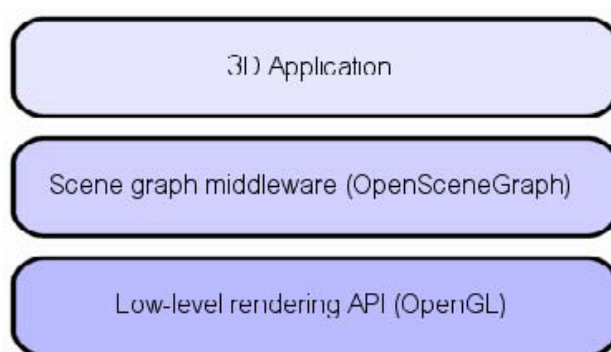 3D Application
Scene graph middleware (OpenSceneGraph)
Low-level rendering API (OpenGL)